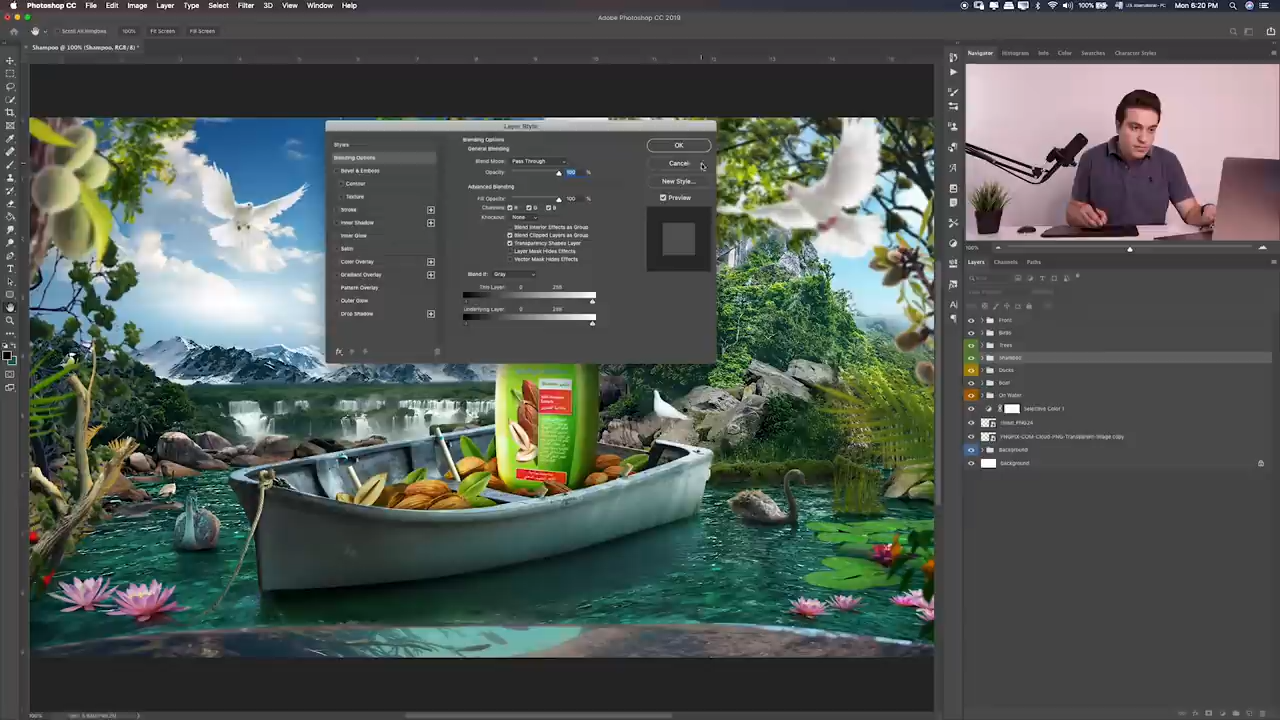 Photoshop CC File Edit Image Layer Type Select Filter 3D View Window Help
100% U.S. International - PC Mon 6:20 PM
Adobe Photoshop CC 2019
Scroll All Windows 100% Fit Screen Fill Screen
Shampoo @ 100% (Shampoo, RGB/8) *
Navigator Histogram Info Color Swatches Character Styles
Layer Style
Styles
Blending Options
Bevel & Emboss
Contour
Texture
Stroke
Inner Shadow
Inner Glow
Satin
Color Overlay
Gradient Overlay
Pattern Overlay
Outer Glow
Drop Shadow
fx
Blending Options
General Blending
Blend Mode: Pass Through
Opacity: 100 %
Advanced Blending
Fill Opacity: 100 %
Channels: R G B
Knockout: None
Blend Interior Effects as Group
Blend Clipped Layers as Group
Transparency Shapes Layer
Layer Mask Hides Effects
Vector Mask Hides Effects
Blend If: Gray
This Layer: 0 255
Underlying Layer: 0 255
OK
Cancel
New Style...
Preview
100%
Layers Channels Paths
Front
Birds
Trees
Shampoo
Ducks
Boat
On Water
Selective Color 1
Background
Background
100%